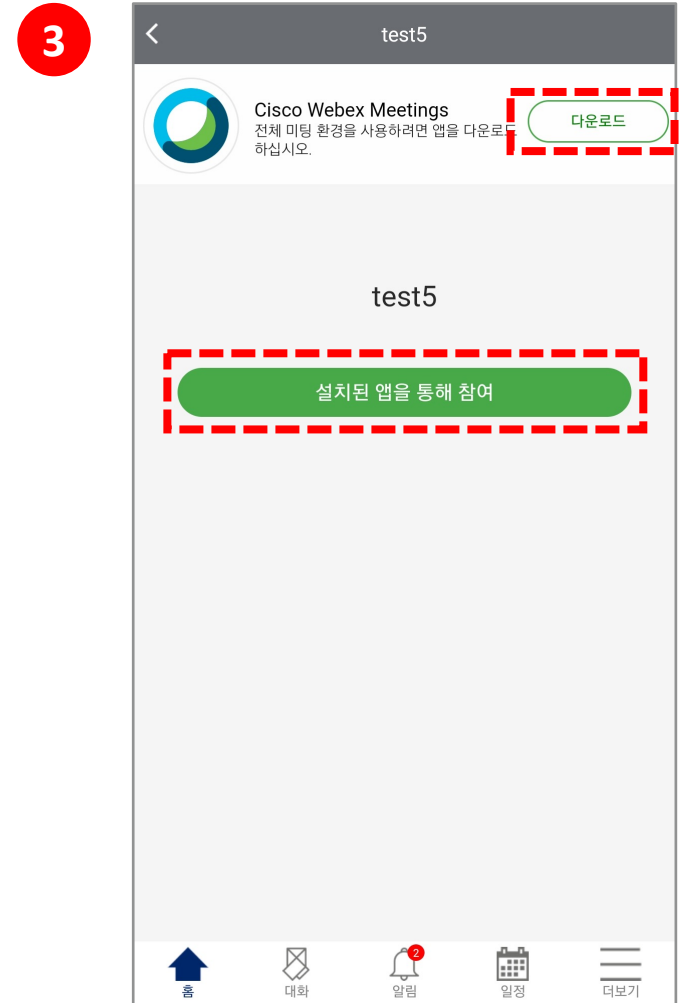 3
test5
Cisco Webex Meetings
전체 미팅 환경을 사용하려면 앱을 다운로드
하십시오.
다운로드
test5
설치된 앱을 통해 참여
2
홈 대화 알림 일정 더보기